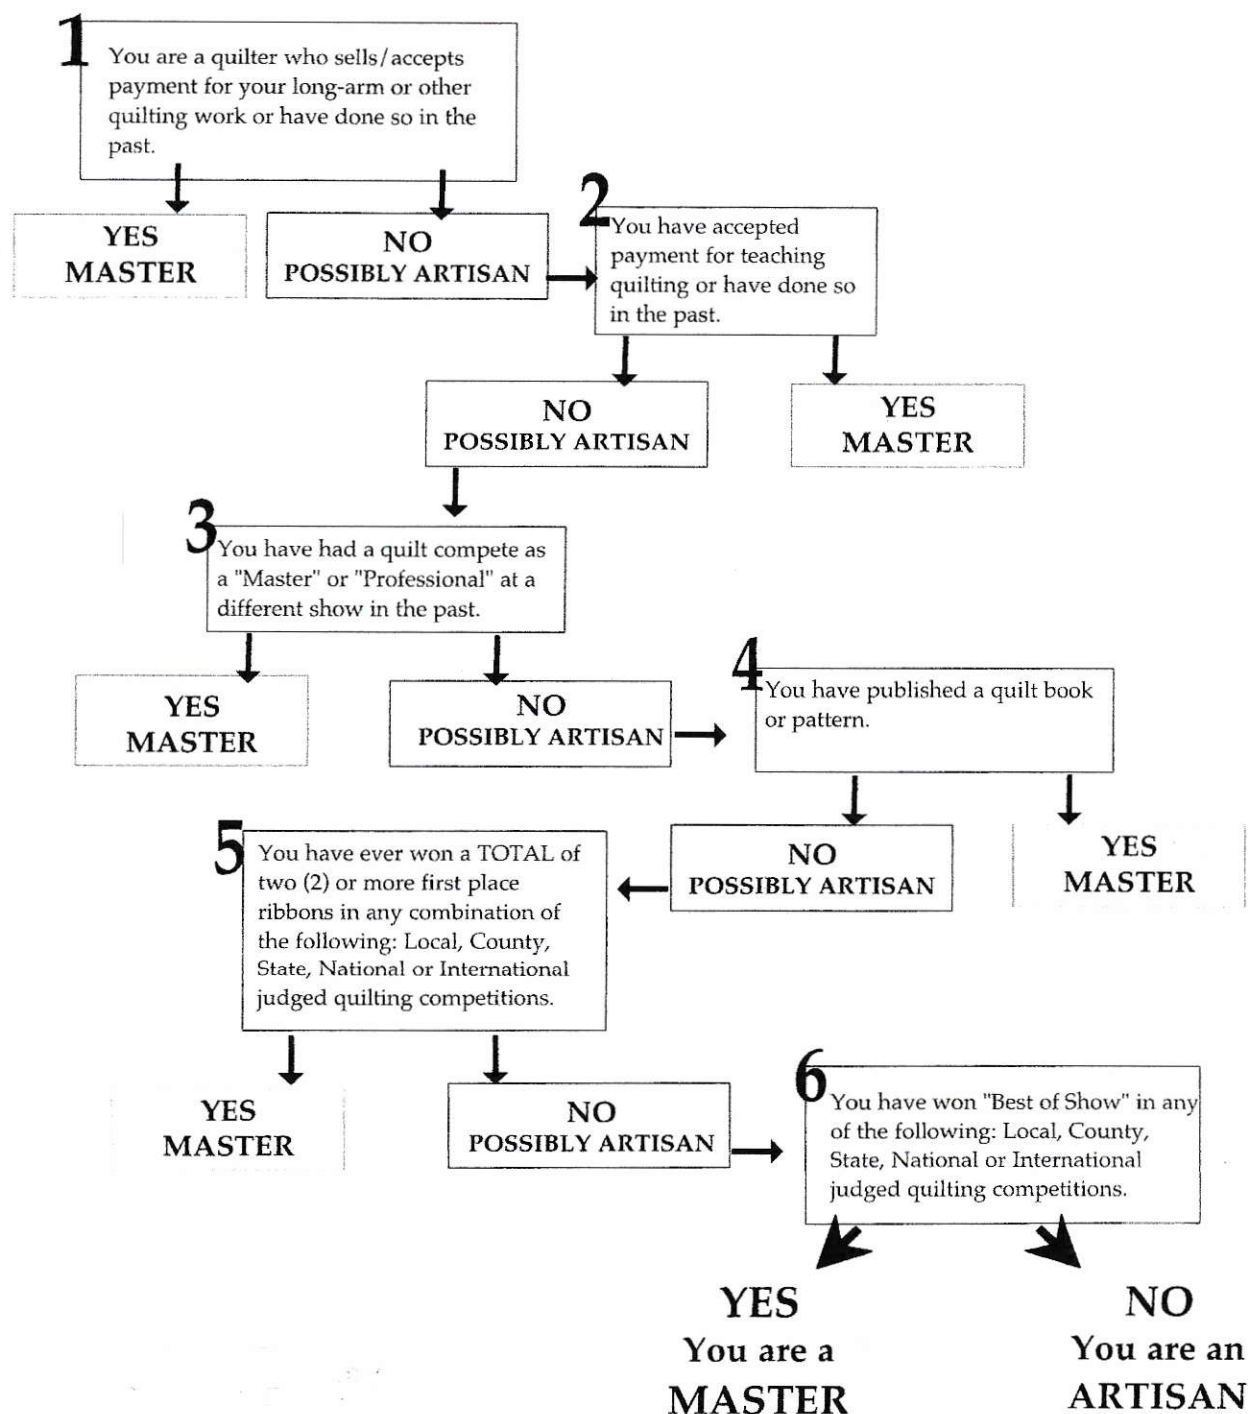 1
You are a quilter who sells/accepts
payment for your long-arm or other
quilting work or have done so in the
past.
YES
MASTER
NO
POSSIBLY ARTISAN
2
You have accepted
payment for teaching
quilting or have done so
in the past.
NO
POSSIBLY ARTISAN
YES
MASTER
3
You have had a quilt compete as
a "Master" or "Professional" at a
different show in the past.
YES
MASTER
NO
POSSIBLY ARTISAN
4
You have published a quilt book
or pattern.
NO
POSSIBLY ARTISAN
YES
MASTER
5
You have ever won a TOTAL of
two (2) or more first place
ribbons in any combination of
the following: Local, County,
State, National or International
judged quilting competitions.
YES
MASTER
NO
POSSIBLY ARTISAN
6
You have won "Best of Show" in any
of the following: Local, County,
State, National or International
judged quilting competitions.
YES
You are a
MASTER
NO
You are an
ARTISAN